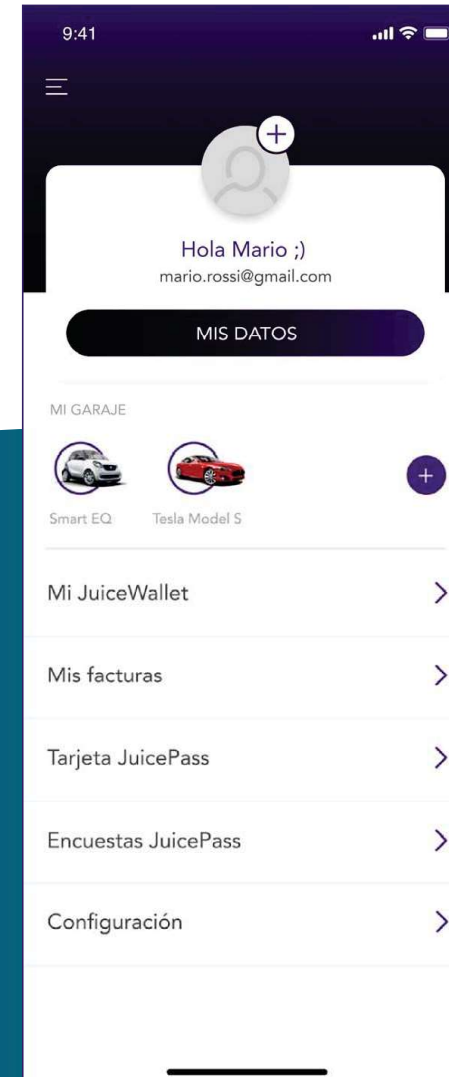 9:41
Hola Mario ;)
mario.rossi@gmail.com
MIS DATOS
MI GARAJE
Smart EQ Tesla Model S
Mi JuiceWallet
Mis facturas
Tarjeta JuicePass
Encuestas JuicePass
Configuración